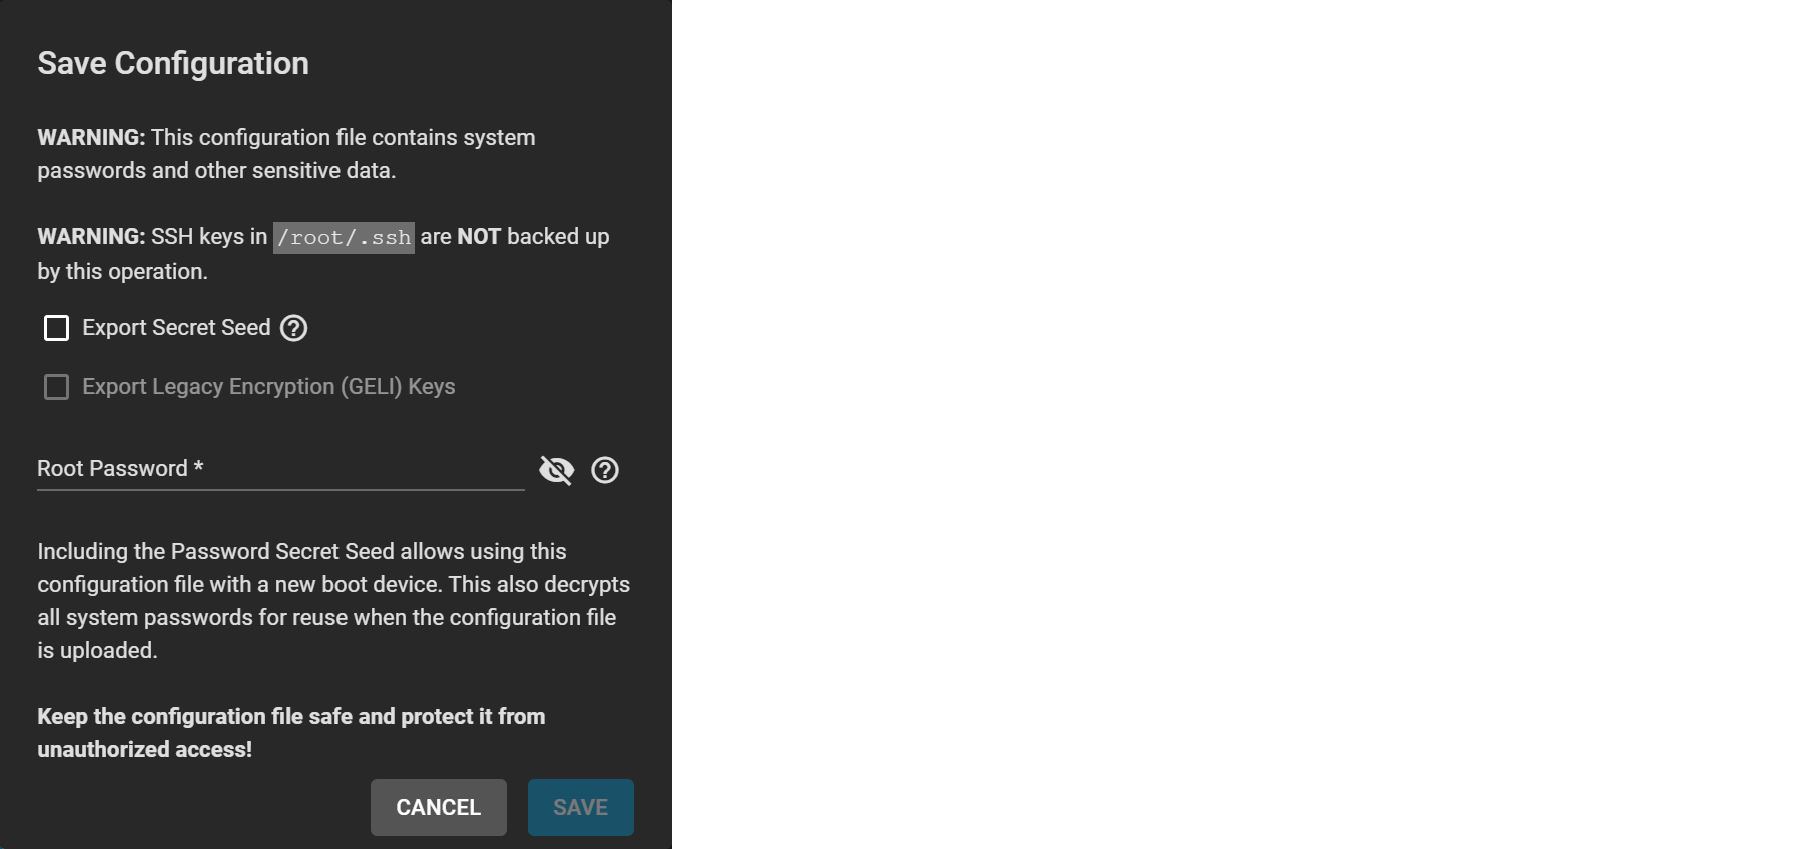 Save Configuration
WARNING: This configuration file contains system
passwords and other sensitive data.
WARNING: SSH keys in /root/.ssh are NOT backed up
by this operation.
Export Secret Seed
Export Legacy Encryption (GELI) Keys
Root Password *
Including the Password Secret Seed allows using this
configuration file with a new boot device. This also decrypts
all system passwords for reuse when the configuration file
is uploaded.
Keep the configuration file safe and protect it from
unauthorized access!
CANCEL SAVE